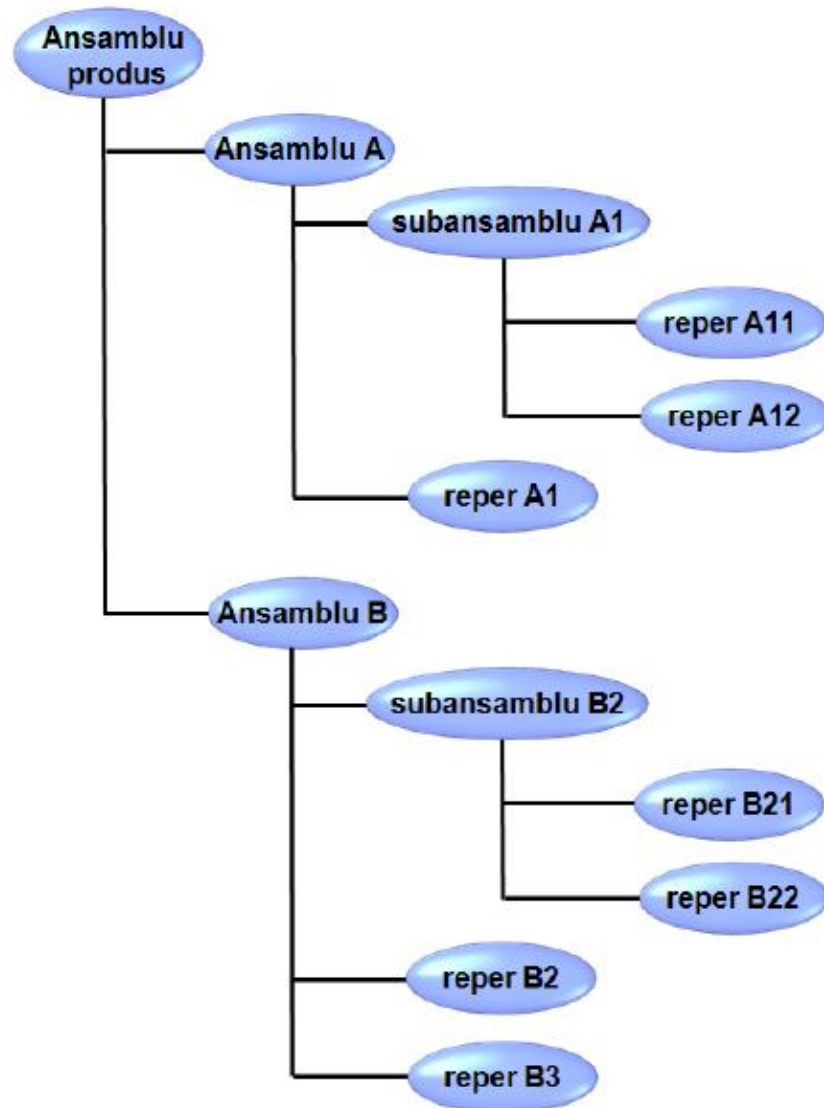 Ansamblu
produs
Ansamblu A
subansamblu A1
reper A11
reper A12
reper A1
Ansamblu B
subansamblu B2
reper B21
reper B22
reper B2
reper B3